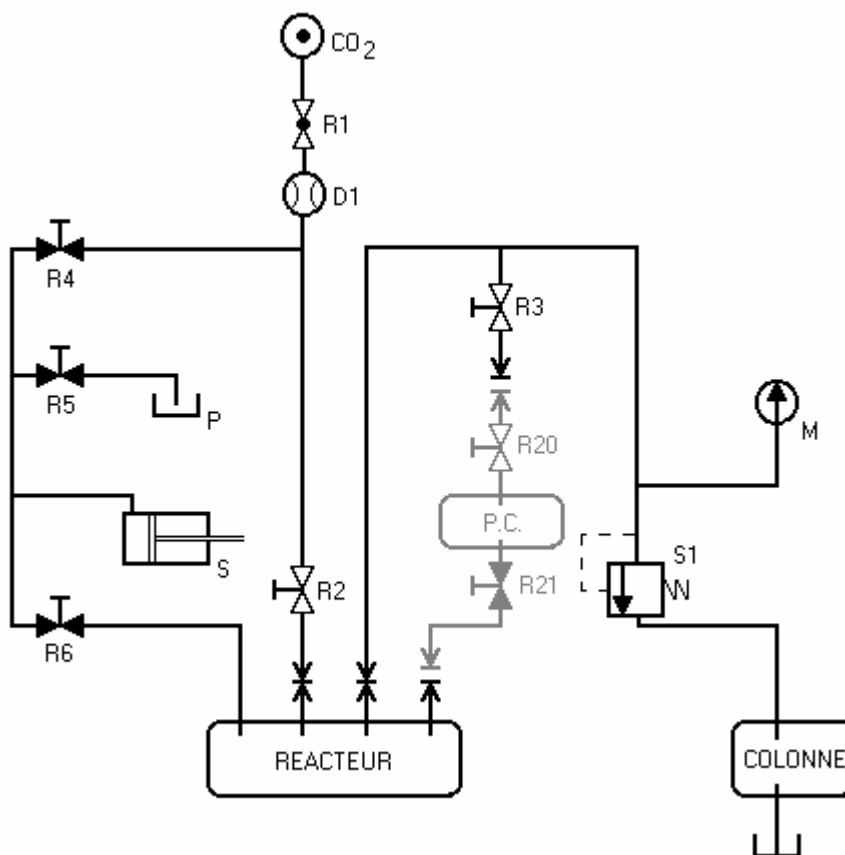 CO2
R1
D1
R4
R3
R5
P
M
R20
P.C.
S1
S
R2
R21
R6
REACTEUR
COLONNE